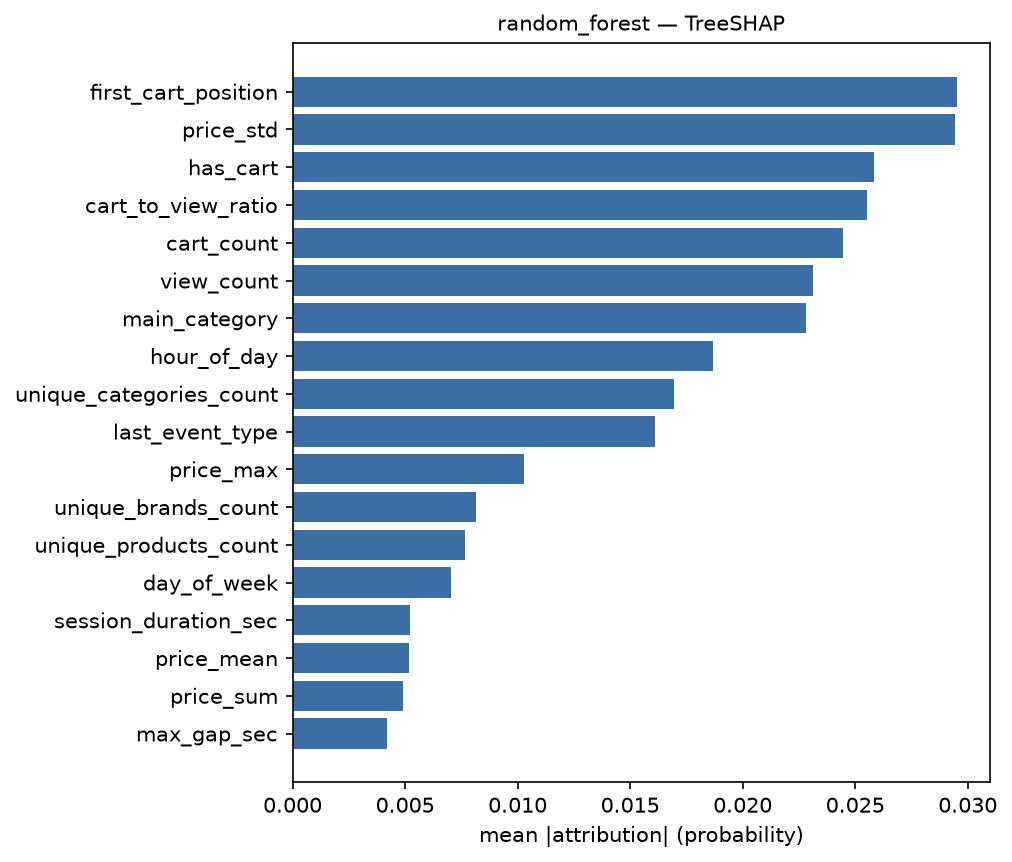 random_forest — TreeSHAP
first_cart_position
price_std
has_cart
cart_to_view_ratio
cart_count
view_count
main_category
hour_of_day
unique_categories_count
last_event_type
price_max
unique_brands_count
unique_products_count
day_of_week
session_duration_sec
price_mean
price_sum
max_gap_sec
0.000 0.005 0.010 0.015 0.020 0.025 0.030
mean |attribution| (probability)